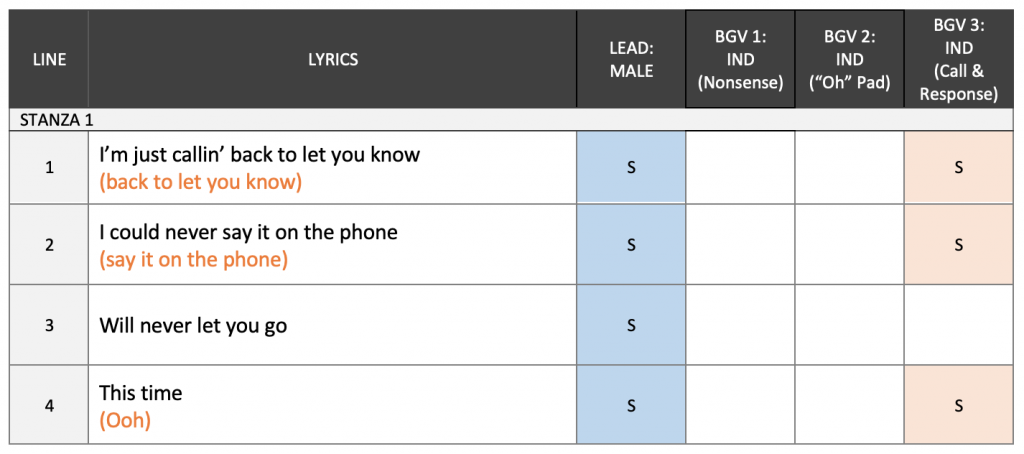 LINE
LYRICS
LEAD:
MALE
BGV 1:
IND
(Nonsense)
BGV 2:
IND
(“Oh” Pad)
BGV 3:
IND
(Call &
Response)
STANZA 1
1
I’m just callin’ back to let you know
(back to let you know)
S
S
2
I could never say it on the phone
(say it on the phone)
S
S
3
Will never let you go
S
4
This time
(Ooh)
S
S